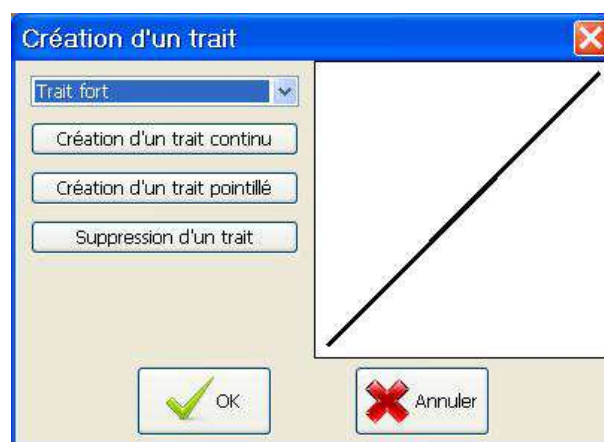 Création d'un trait
Trait fort
Création d'un trait continu
Création d'un trait pointillé
Suppression d'un trait
OK
Annuler